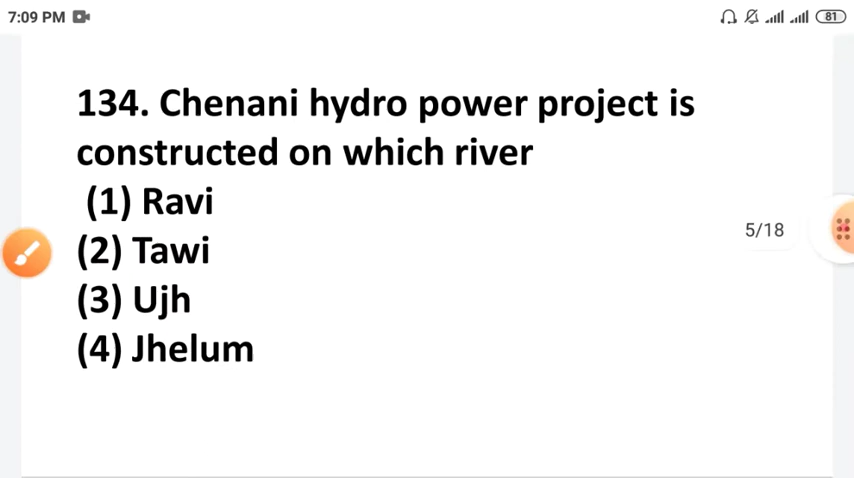 7:09 PM
81
134. Chenani hydro power project is
constructed on which river
(1) Ravi
5/18
(2) Tawi
(3) Ujh
(4) Jhelum